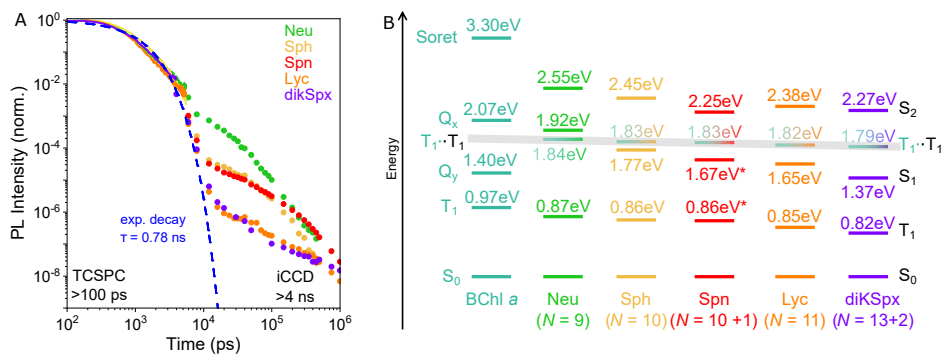 A
PL Intensity (norm.)
10^0
10^-2
10^-4
10^-6
10^-8
Neu
Sph
Spn
Lyc
dikSpx
exp. decay
τ = 0.78 ns
TCSPC
>100 ps
iCCD
>4 ns
10^2
10^3
10^4
10^5
10^6
Time (ps)
B
Energy
Soret
3.30eV
Q_x
2.07eV
T_1··T_1
Q_y
1.40eV
T_1
0.97eV
S_0
BChl a
2.55eV
1.92eV
1.84eV
0.87eV
Neu
(N = 9)
2.45eV
1.83eV
1.77eV
0.86eV
Sph
(N = 10)
2.25eV
1.83eV
1.67eV*
0.86eV*
Spn
(N = 10 +1)
2.38eV
1.82eV
1.65eV
0.85eV
Lyc
(N = 11)
2.27eV
1.79eV
1.37eV
0.82eV
diKSpx
(N = 13+2)
S_2
T_1··T_1
S_1
T_1
S_0